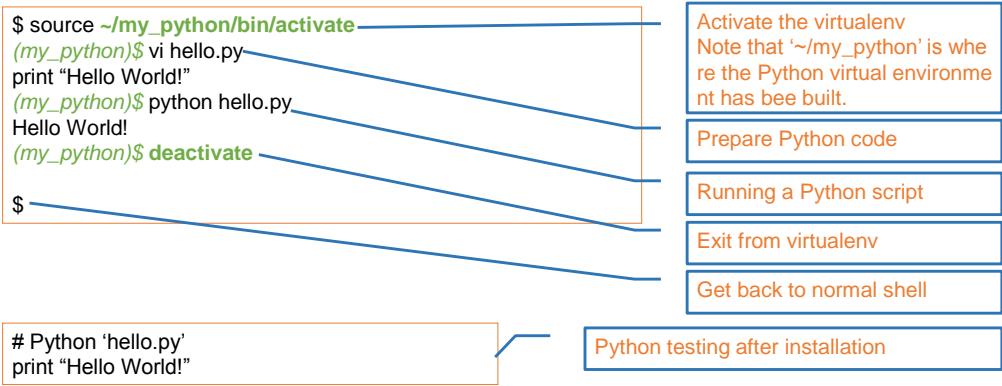 $ source ~/my_python/bin/activate
(my_python)$ vi hello.py
print “Hello World!”
(my_python)$ python hello.py
Hello World!
(my_python)$ deactivate
$
Activate the virtualenv
Note that ‘~/my_python’ is whe
re the Python virtual environme
nt has bee built.
Prepare Python code
Running a Python script
Exit from virtualenv
Get back to normal shell
# Python ‘hello.py’
print “Hello World!”
Python testing after installation